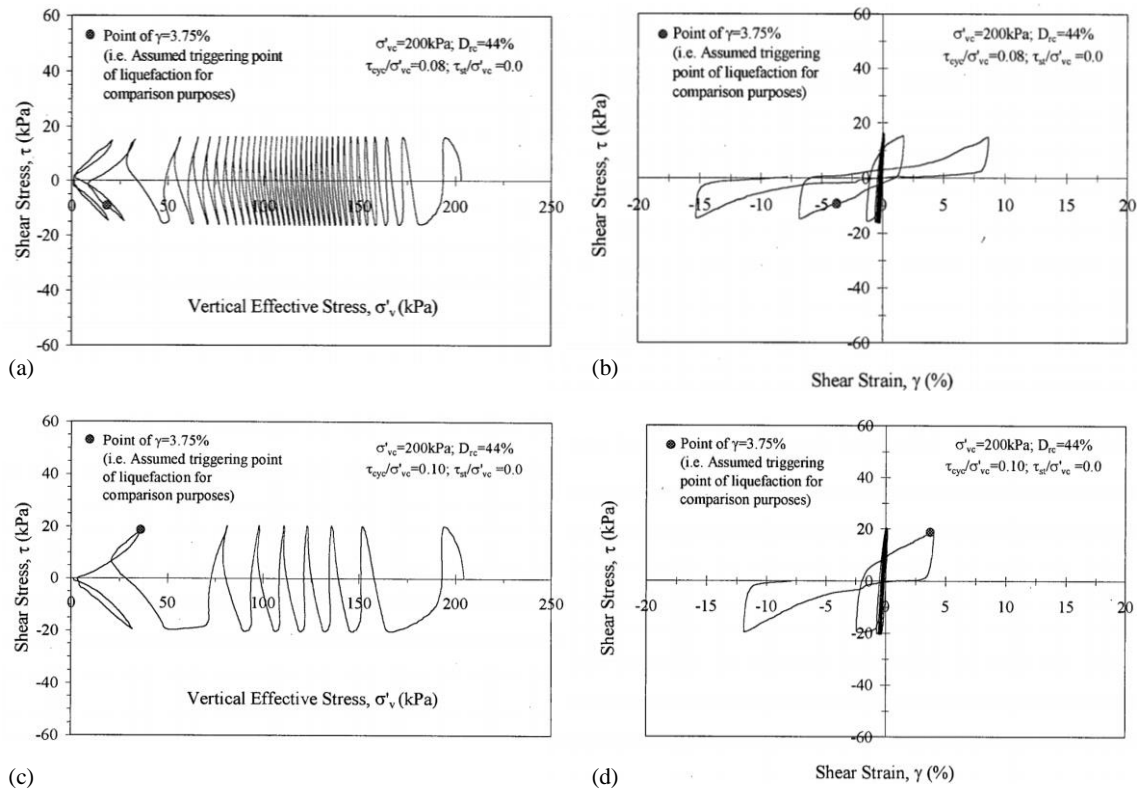 Point of γ=3.75%
(i.e. Assumed triggering point
of liquefaction for
comparison purposes)
σ'vc=200kPa; Drc=44%
τcyc/σ'vc=0.08; τst/σ'vc =0.0
Shear Stress, τ (kPa)
60
40
20
0
-20
-40
-60
0
50
100
150
200
250
Vertical Effective Stress, σ'v (kPa)
(a)
Point of γ=3.75%
(i.e. Assumed triggering
point of liquefaction for
comparison purposes)
σ'vc=200kPa; Drc=44%
τcyc/σ'vc=0.08; τst/σ'vc =0.0
Shear Stress, τ (kPa)
60
40
20
0
-20
-40
-60
-20
-15
-10
-5
0
5
10
15
20
Shear Strain, γ (%)
(b)
Point of γ=3.75%
(i.e. Assumed triggering point
of liquefaction for
comparison purposes)
σ'vc=200kPa; Drc=44%
τcyc/σ'vc=0.10; τst/σ'vc =0.0
Shear Stress, τ (kPa)
60
40
20
0
-20
-40
-60
0
50
100
150
200
250
Vertical Effective Stress, σ'v (kPa)
(c)
Point of γ=3.75%
(i.e. Assumed triggering
point of liquefaction for
comparison purposes)
σ'vc=200kPa; Drc=44%
τcyc/σ'vc=0.10; τst/σ'vc =0.0
Shear Stress, τ (kPa)
60
40
20
0
-20
-40
-60
-20
-15
-10
-5
0
5
10
15
20
Shear Strain, γ (%)
(d)